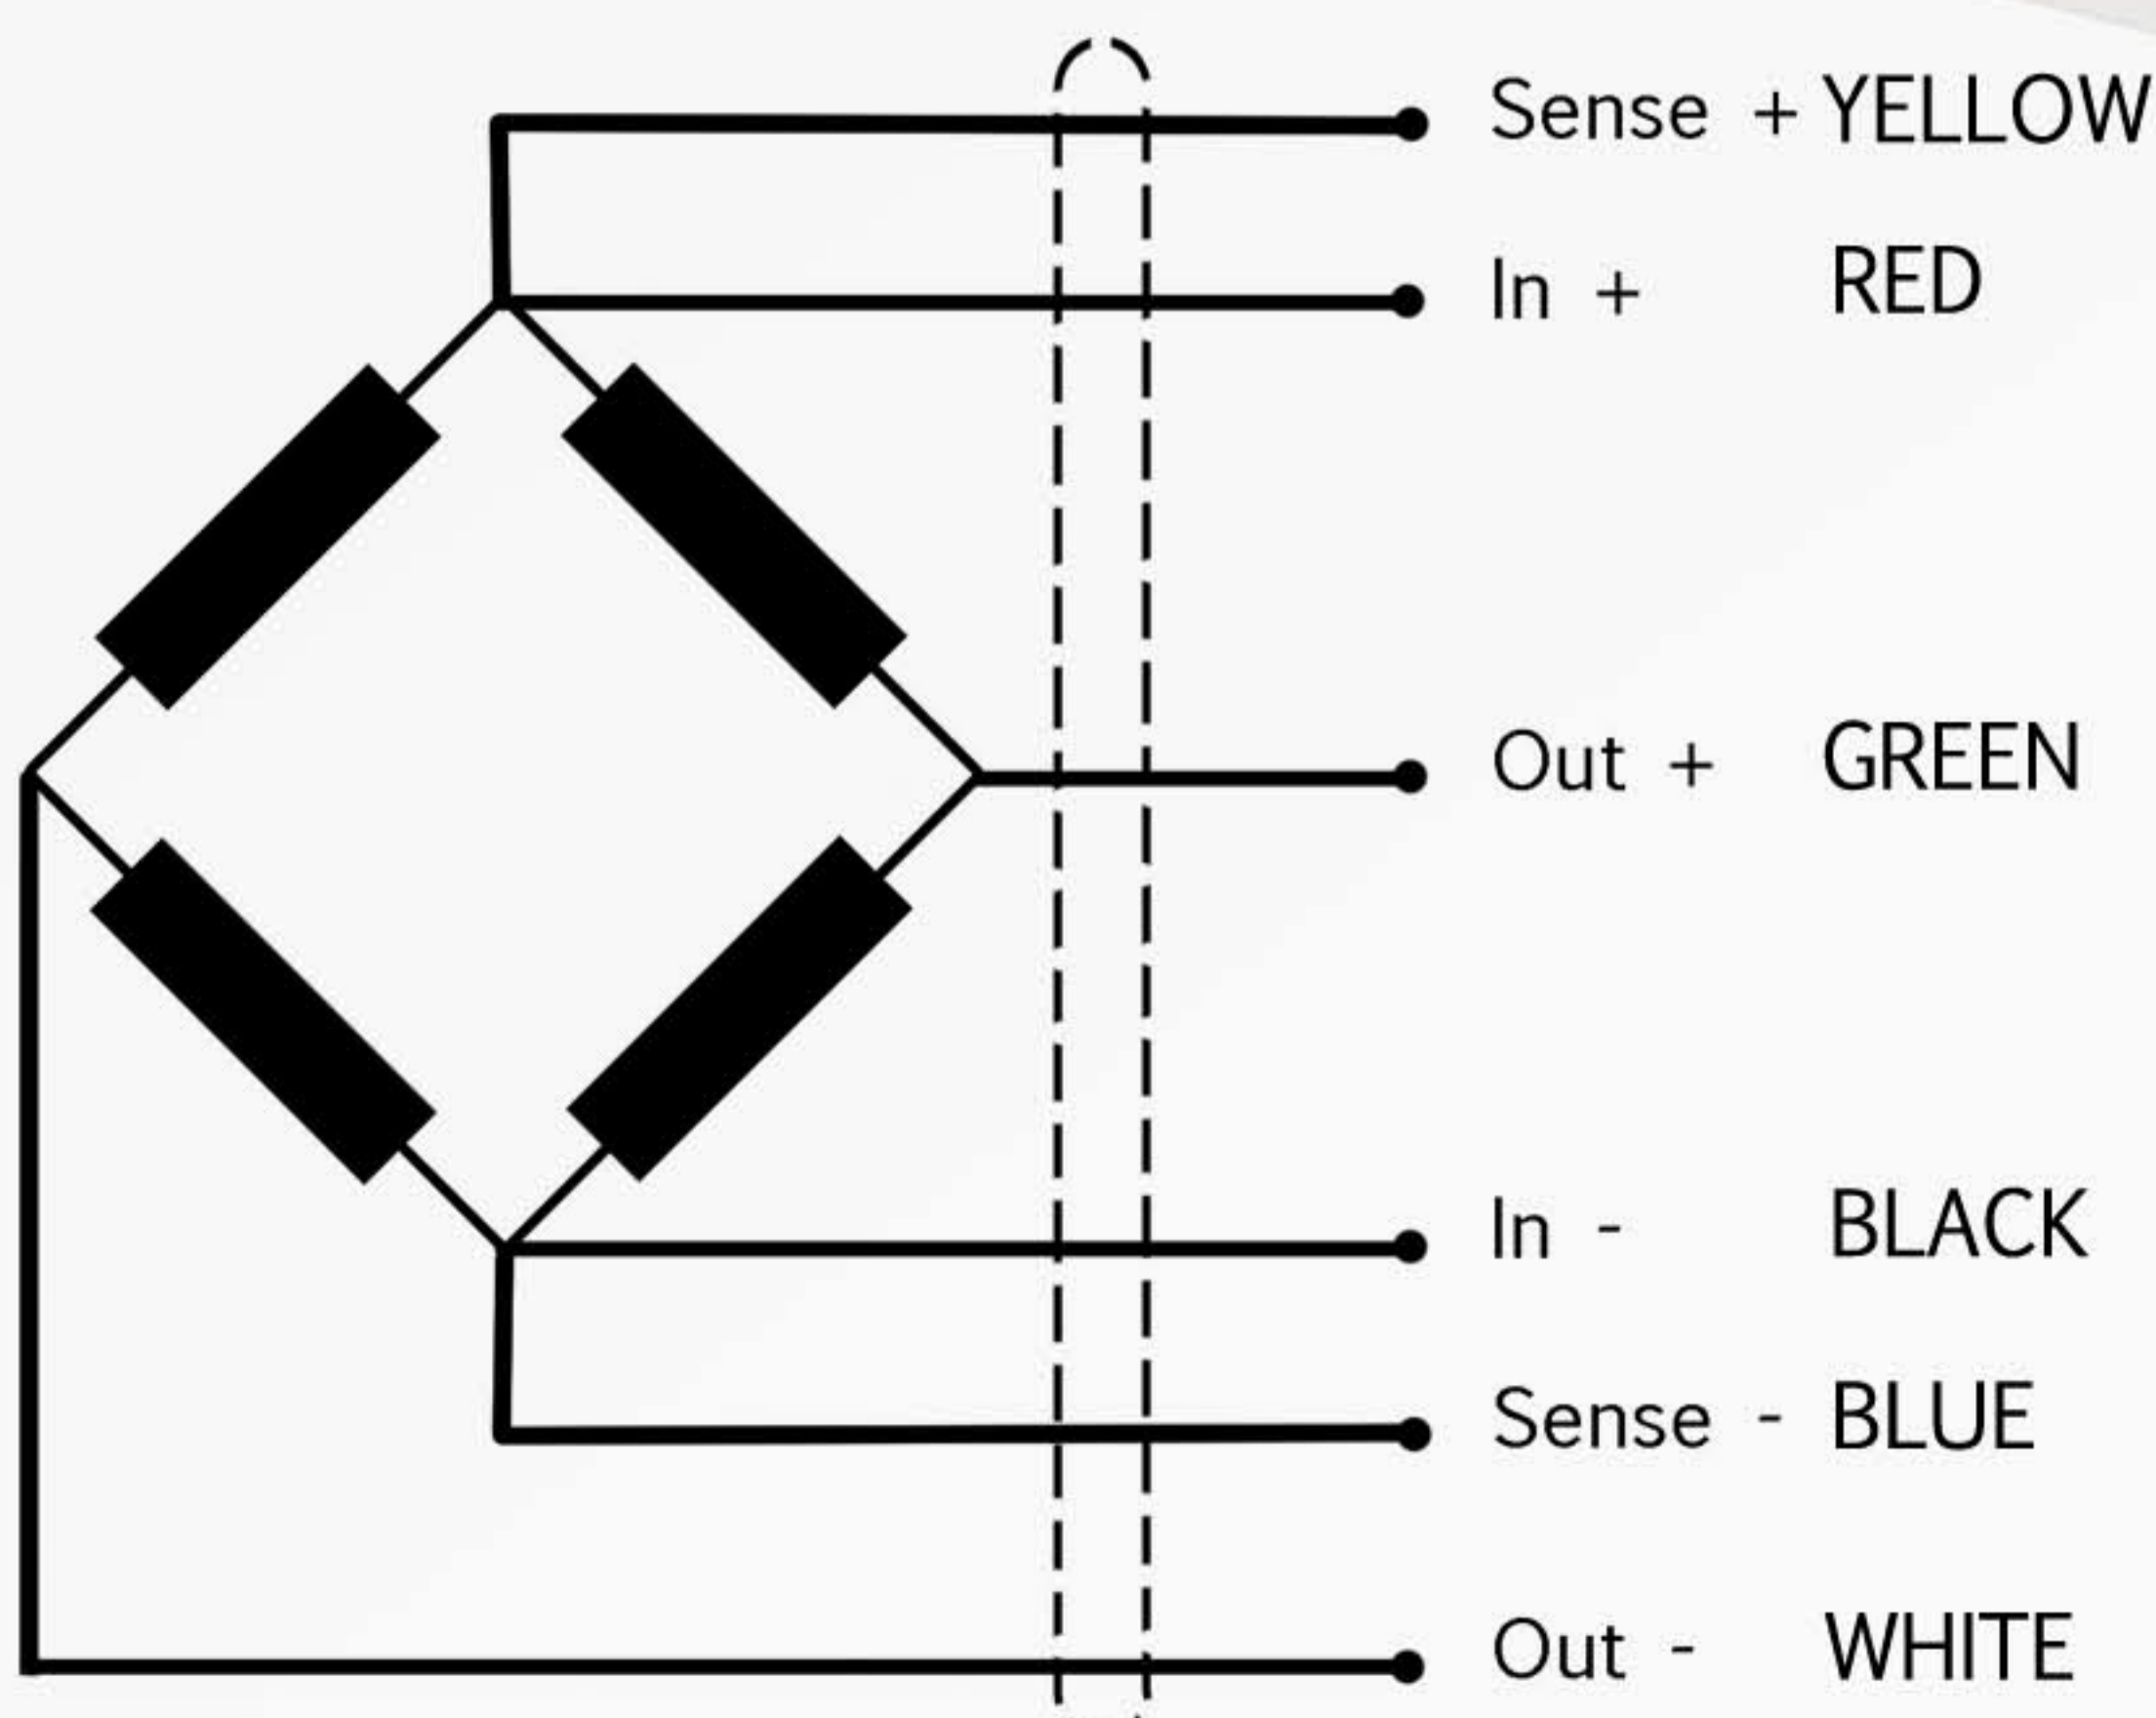 Sense + YELLOW
In + RED
Out + GREEN
In - BLACK
Sense - BLUE
Out - WHITE